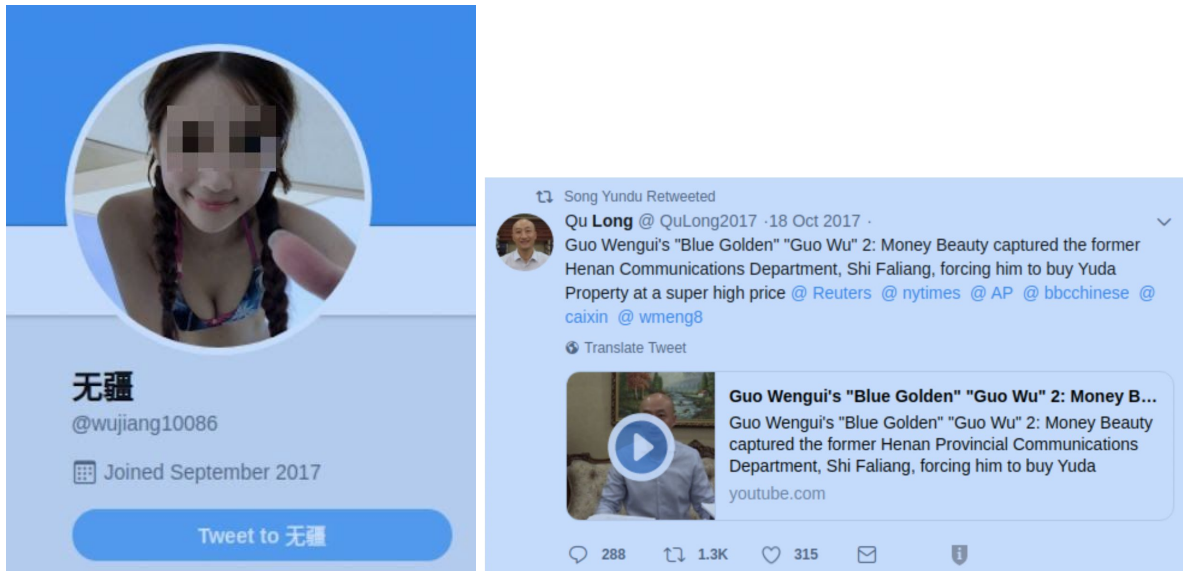 无疆
@wujiang10086
Joined September 2017
Tweet to 无疆
Song Yundu Retweeted
Qu Long @ QuLong2017 ·18 Oct 2017 ·
Guo Wengui's "Blue Golden" "Guo Wu" 2: Money Beauty captured the former
Henan Communications Department, Shi Faliang, forcing him to buy Yuda
Property at a super high price @ Reuters @ nytimes @ AP @ bbcchinese @
caixin @ wmeng8
Translate Tweet
Guo Wengui's "Blue Golden" "Guo Wu" 2: Money B...
Guo Wengui's "Blue Golden" "Guo Wu" 2: Money Beauty
captured the former Henan Provincial Communications
Department, Shi Faliang, forcing him to buy Yuda
youtube.com
288 1.3K 315